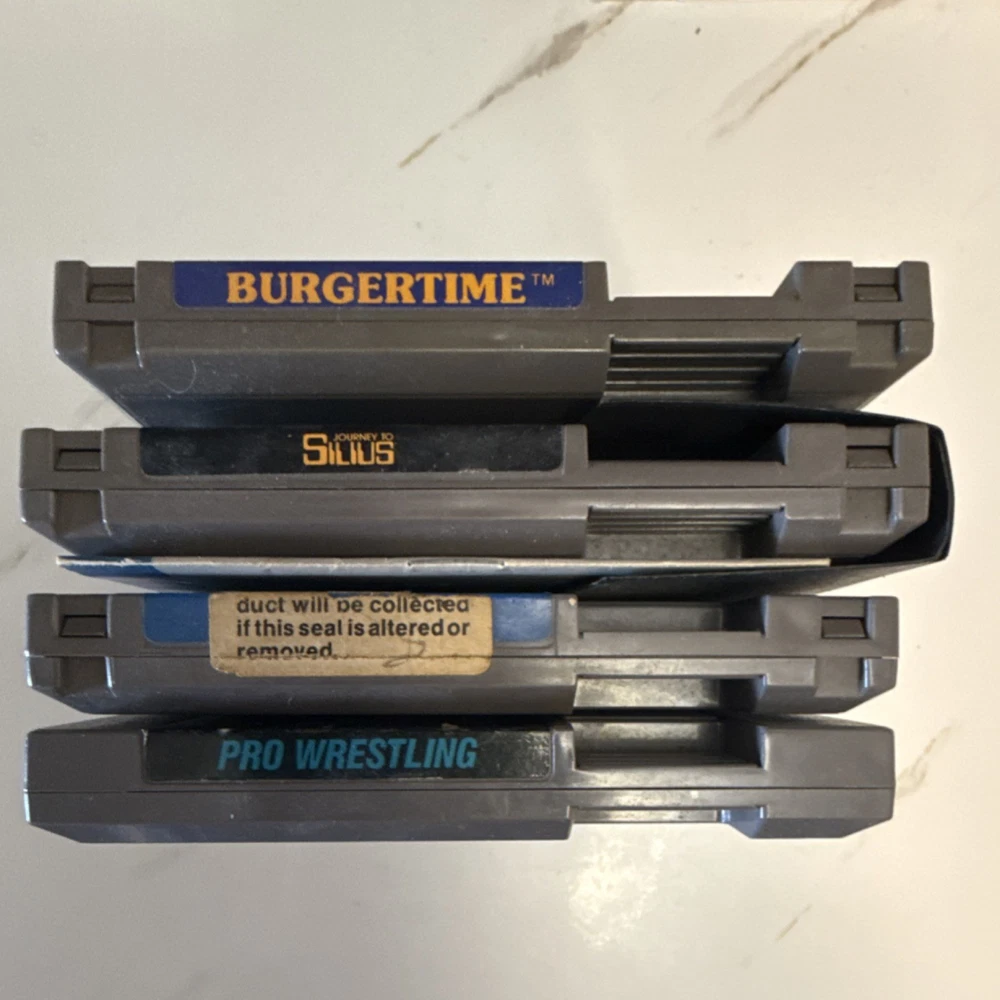 BURGERTIME™
JOURNEY TO
SILIUS
duct will be collected
if this seal is altered or
removed.
PRO WRESTLING